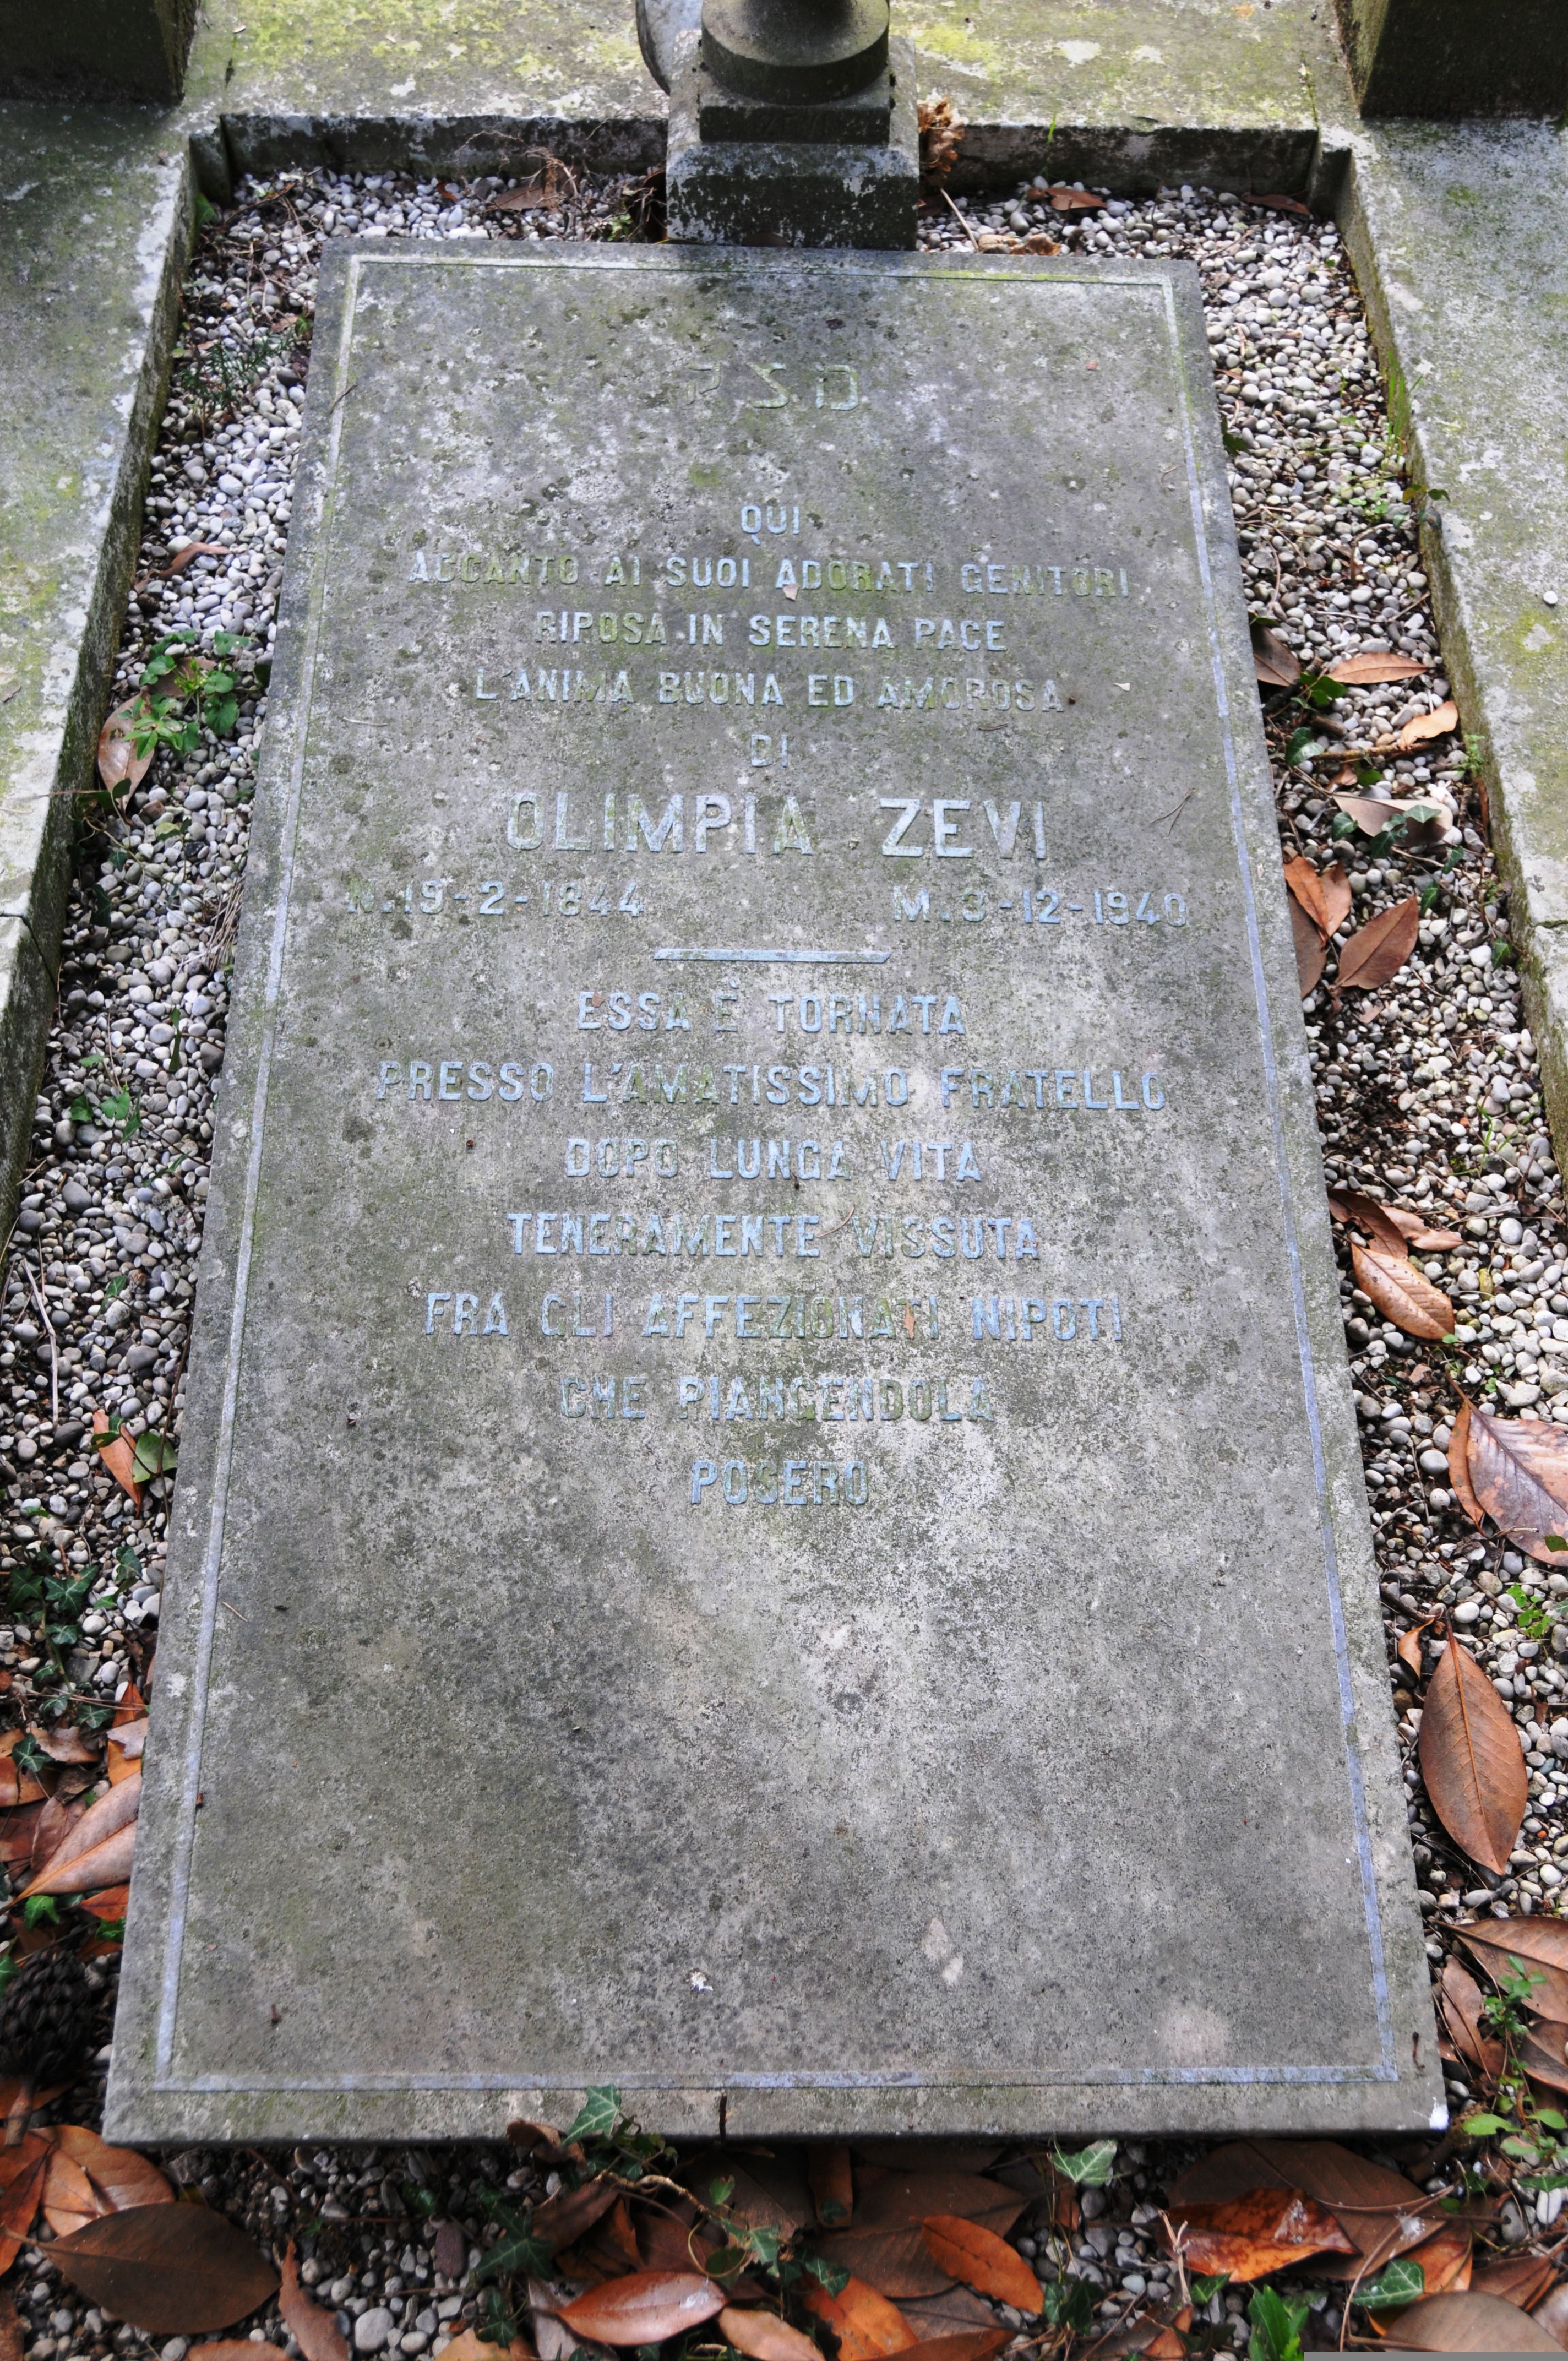 QUI
ACCANTO AI SUOI ADORATI GENITORI
RIPOSA IN SERENA PACE
L'ANIMA BUONA ED AMOROSA
DI
OLIMPIA ZEVI
N. 19-2-1844 M. 3-12-1940
ESSA È TORNATA
PRESSO L'AMATISSIMO FRATELLO
DOPO LUNGA VITA
TENERAMENTE VISSUTA
FRA GLI AFFEZIONATI NIPOTI
CHE PIANGENDOLA
POSERO